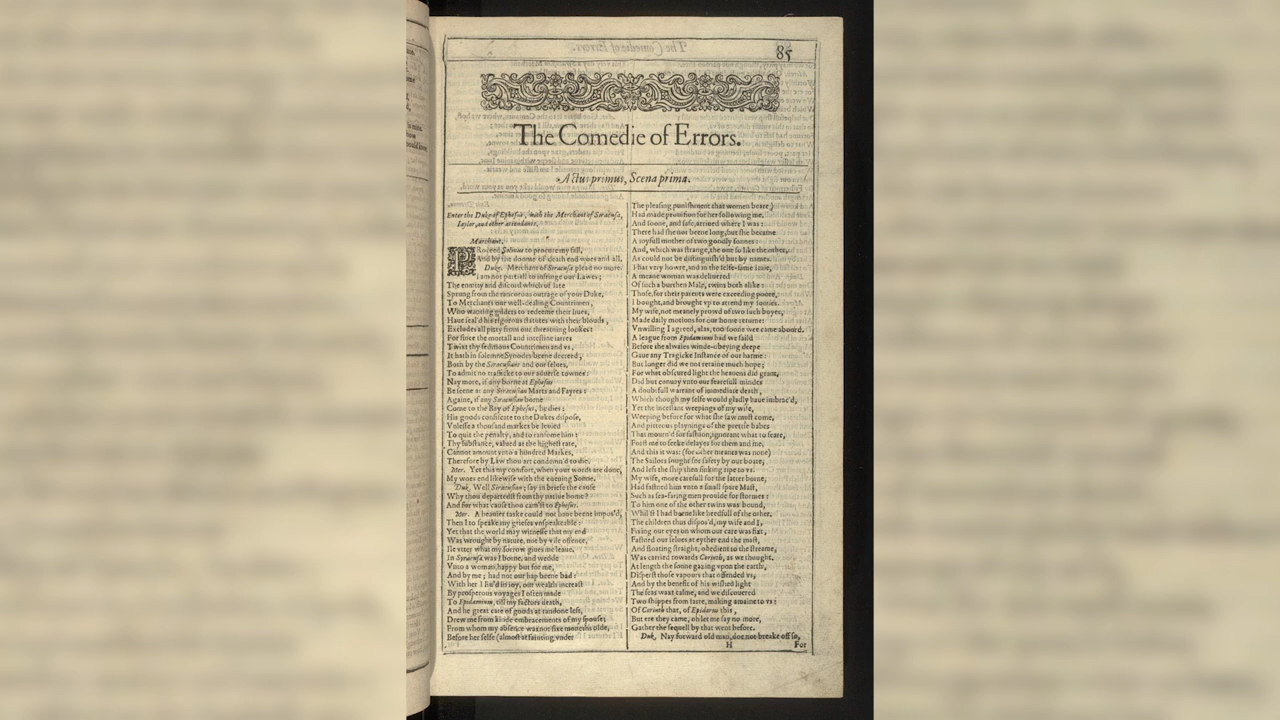 85
The Comedie of Errors.
Actus primus, Scena prima.
Enter the Duke of Ephesus, with the Merchant of Siracusa,
Iaylor, and other attendants.
Marchant.
PRoceed Solinus to procure my fall,
And by the doome of death end woes and all.
Duke. Merchant of Siracusa, plead no more.
I am not partiall to infringe our Lawes;
The enmity and discord which of late
Sprung from the rancorous outrage of your Duke,
To Merchants our well-dealing Countrimen,
Who wanting gilders to redeeme their liues,
Haue seal'd his rigorous statutes with their blouds,
Excludes all pitty from our threatning lookes:
For since the mortall and intestine iarres
Twixt thy seditious Countrimen and vs,
It hath in solemne Synodes beene decreed,
Both by the Siracusians and our selues,
To admit no trafficke to our aduerse townes:
Nay more, if any borne at Ephesus
Be seene at any Siracusian Marts and Fayres:
Againe, if any Siracusian borne
Come to the Bay of Ephesus, he dies:
His goods confiscate to the Dukes dispose,
Vnlesse a thousand markes be leuied
To quit the penalty, and to ransome him:
Thy substance, valued at the highest rate,
Cannot amount vnto a hundred Markes,
Therefore by Law thou art condemn'd to die.
Mer. Yet this my comfort, when your words are done,
My woes end likewise with the euening Sonne.
Duk. Well Siracusian; say in briefe the cause
Why thou departedst from thy natiue home?
And for what cause thou cam'st to Ephesus.
Mer. A heauier taske could not haue beene impos'd,
Then I to speake my griefes vnspeakeable:
Yet that the world may witnesse that my end
Was wrought by nature, not by vile offence,
Ile vtter what my sorrow giues me leaue.
In Syracusa was I borne, and wedde
Vnto a woman, happy but for me,
And by me; had not our hap beene bad:
With her I liu'd in ioy, our wealth increast
By prosperous voyages I often made
To Epidamium, till my factors death,
And he great care of goods at randone left,
Drew me from kinde embracements of my spouse;
From whom my absence was not sixe moneths olde,
Before her selfe (almost at fainting vnder
The pleasing punishment that women beare)
Had made prouision for her following me,
And soone, and safe, arriued where I was:
There had she not beene long, but she became
A ioyfull mother of two goodly sonnes:
And, which was strange, the one so like the other,
As could not be distinguish'd but by names.
That very howre, and in the selfe-same Inne,
A meane woman was deliuered
Of such a burthen Male, twins both alike:
Those, for their parents were exceeding poore,
I bought, and brought vp to attend my sonnes.
My wife, not meanely prowd of two such boyes,
Made daily motions for our home returne:
Vnwilling I agreed, alas, too soone wee came aboord.
A league from Epidamium had we saild
Before the alwaies winde-obeying deepe
Gaue any Tragicke Instance of our harme:
But longer did we not retaine much hope;
For what obscured light the heauens did grant,
Did but conuay vnto our fearefull mindes
A doubtfull warrant of immediate death,
Which though my selfe would gladly haue imbrac'd,
Yet the incessant weepings of my wife,
Weeping before for what she saw must come,
And pitteous playnings of the prettie babes
That mourn'd for fashion, ignorant what to feare,
Forst me to seeke delayes for them and me,
And this it was: (for other meanes was none)
The Sailors sought for safety by our boate,
And left the ship then sinking ripe to vs.
My wife, more carefull for the latter borne,
Had fastned him vnto a small spare Mast,
Such as sea-faring men prouide for stormes:
To him one of the other twins was bound,
Whil'st I had beene like heedfull of the other.
The children thus dispos'd, my wife and I,
Fixing our eyes on whom our care was fixt,
Fastned our selues at eyther end the mast,
And floating straight, obedient to the streame,
Was carried towards Corinth, as we thought.
At length the sonne gazing vpon the earth,
Disperst those vapours that offended vs,
And by the benefit of his wished light
The seas waxt calme, and we discouered
Two shippes from farre, making amaine to vs:
Of Corinth that, of Epidarus this,
But ere they came, oh let me say no more,
Gather the sequell by that went before.
Duk. Nay forward old man, doe not breake off so,
H For